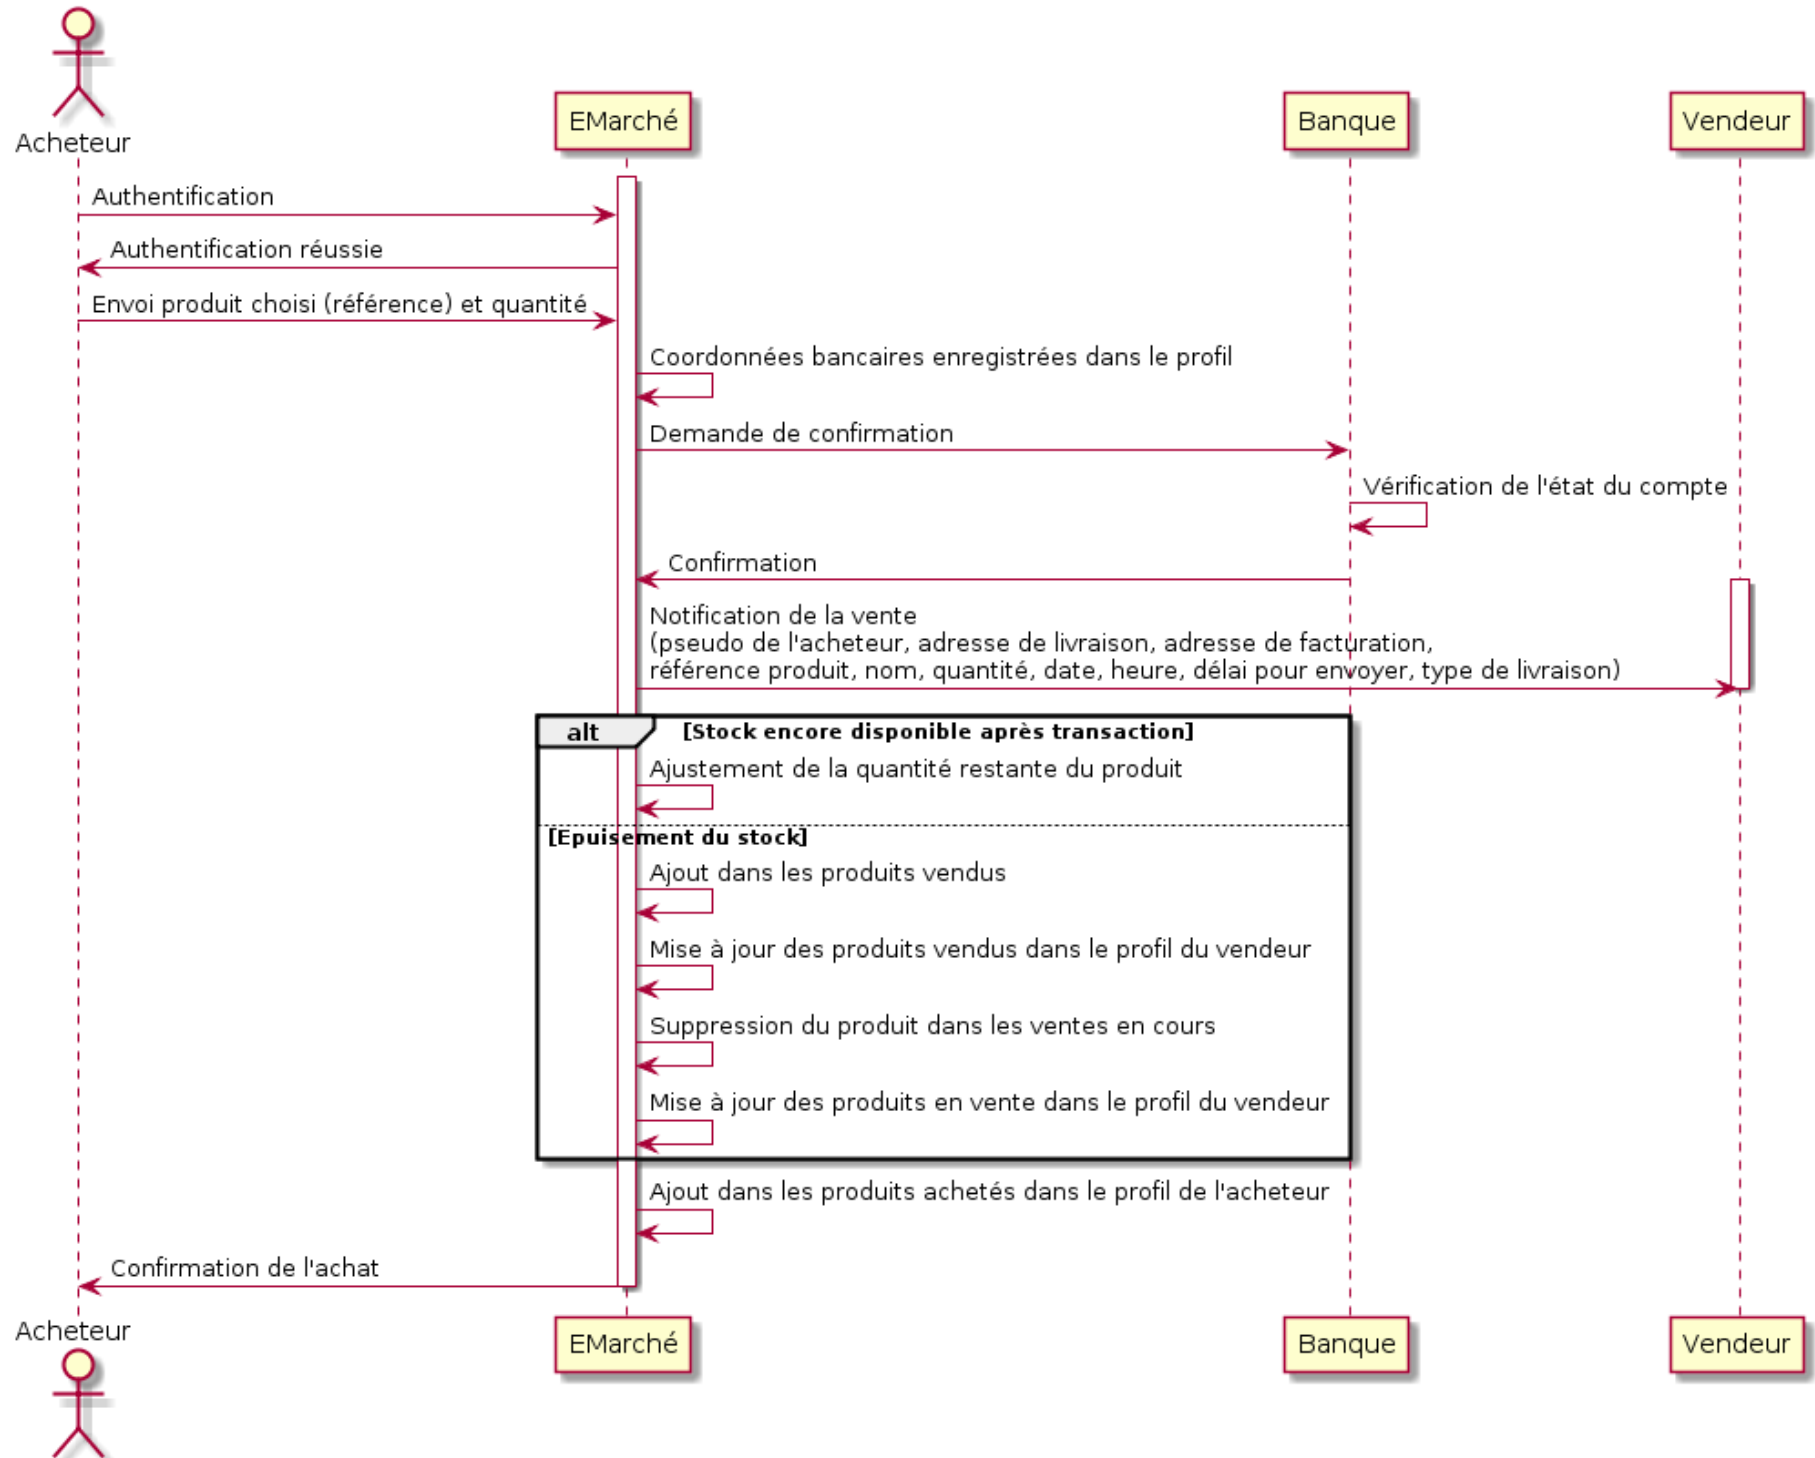 Acheteur
EMarché
Banque
Vendeur
Authentification
Authentification réussie
Envoi produit choisi (référence) et quantité
Coordonnées bancaires enregistrées dans le profil
Demande de confirmation
Vérification de l'état du compte
Confirmation
Notification de la vente
(pseudo de l'acheteur, adresse de livraison, adresse de facturation,
référence produit, nom, quantité, date, heure, délai pour envoyer, type de livraison)
alt [Stock encore disponible après transaction]
Ajustement de la quantité restante du produit
[Epuisement du stock]
Ajout dans les produits vendus
Mise à jour des produits vendus dans le profil du vendeur
Suppression du produit dans les ventes en cours
Mise à jour des produits en vente dans le profil du vendeur
Ajout dans les produits achetés dans le profil de l'acheteur
Confirmation de l'achat
Acheteur
EMarché
Banque
Vendeur